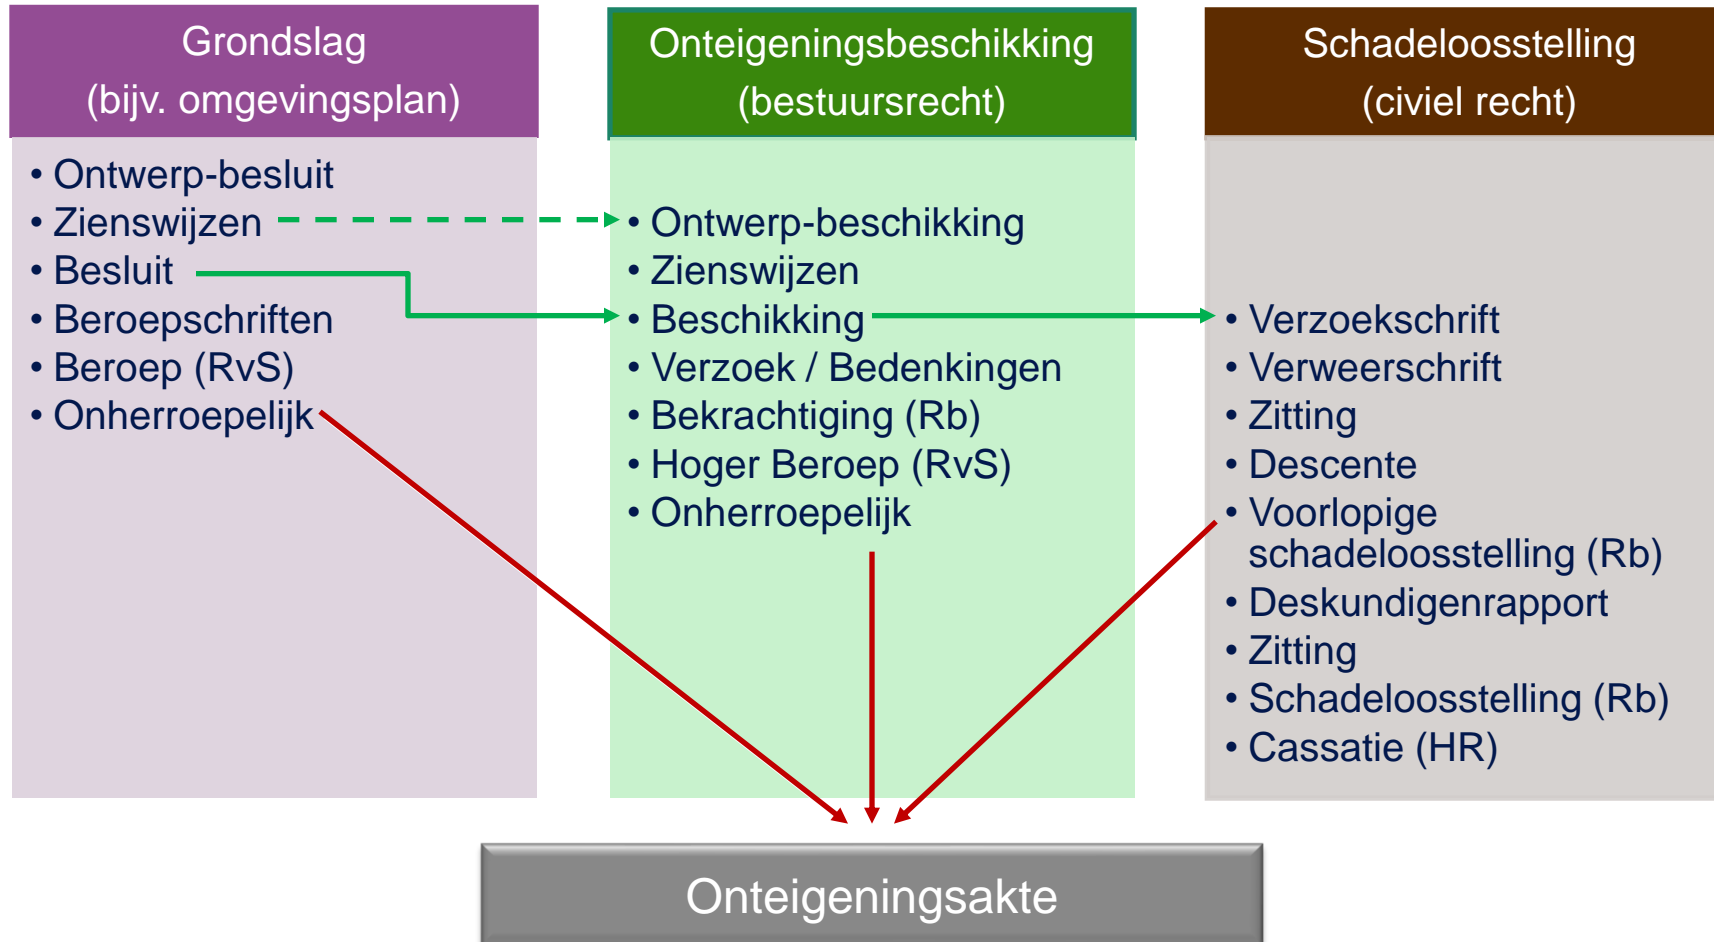 Grondslag
(bijv. omgevingsplan)
• Ontwerp-besluit
• Zienswijzen
• Besluit
• Beroepschriften
• Beroep (RvS)
• Onherroepelijk
Onteigeningsbeschikking
(bestuursrecht)
• Ontwerp-beschikking
• Zienswijzen
• Beschikking
• Verzoek / Bedenkingen
• Bekrachtiging (Rb)
• Hoger Beroep (RvS)
• Onherroepelijk
Schadeloosstelling
(civiel recht)
• Verzoekschrift
• Verweerschrift
• Zitting
• Descente
• Voorlopige
schadeloosstelling (Rb)
• Deskundigenrapport
• Zitting
• Schadeloosstelling (Rb)
• Cassatie (HR)
Onteigeningsakte